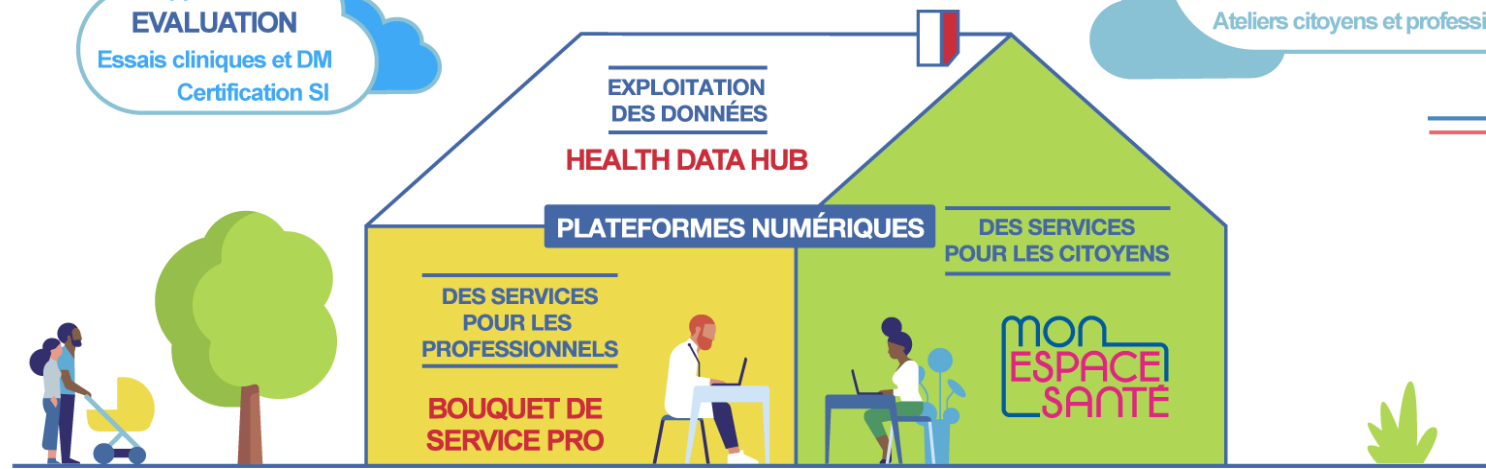 EVALUATION
Essais cliniques et DM
Certification SI
Ateliers citoyens et professi
EXPLOITATION
DES DONNÉES
HEALTH DATA HUB
PLATEFORMES NUMÉRIQUES
DES SERVICES
POUR LES CITOYENS
DES SERVICES
POUR LES
PROFESSIONNELS
mon
ESPACE
SANTÉ
BOUQUET DE
SERVICE PRO